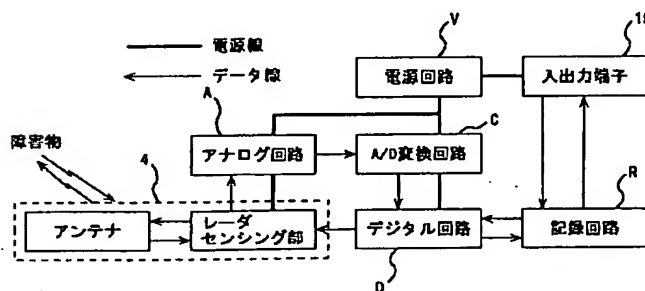 電源線
データ線
V
電源回路
入出力端子
A
C
障害物
4
アナログ回路
A/D変換回路
R
アンテナ
レーダ
センシング部
デジタル回路
記録回路
D